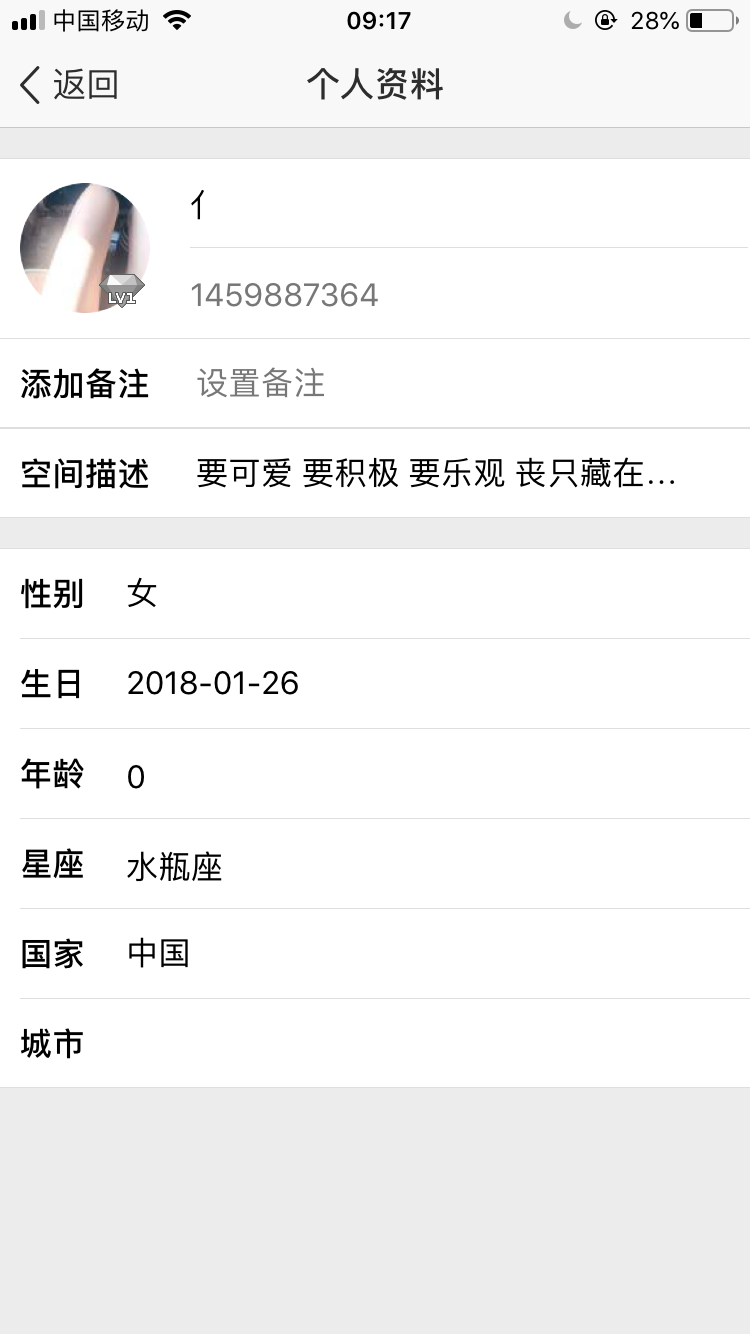 中国移动 09:17 28%
返回 个人资料
亻
LV1
1459887364
添加备注 设置备注
空间描述 要可爱 要积极 要乐观 丧只藏在...
性别 女
生日 2018-01-26
年龄 0
星座 水瓶座
国家 中国
城市